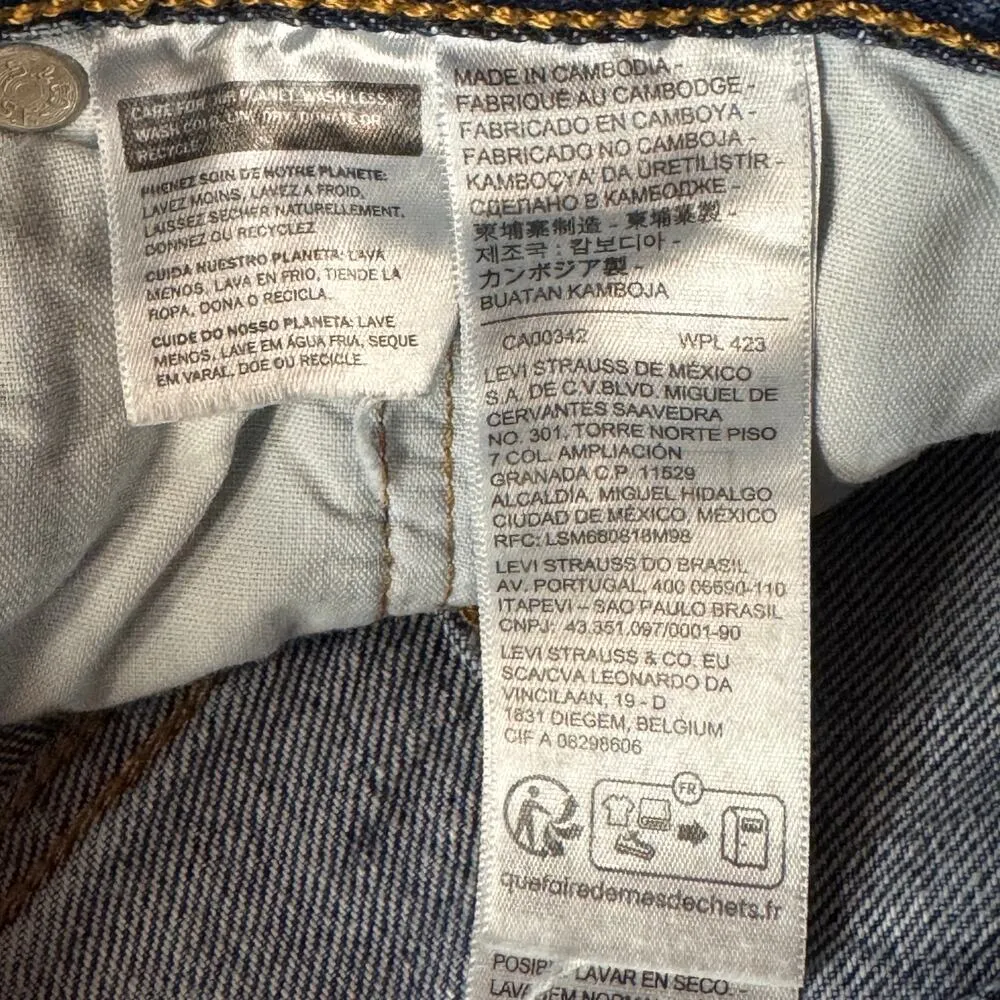 CARE FOR OUR PLANET: WASH LESS,
WASH COLD, LINE DRY, DONATE OR
RECYCLE.
PRENEZ SOIN DE NOTRE PLANETE:
LAVEZ MOINS, LAVEZ A FROID,
LAISSEZ SECHER NATURELLEMENT,
DONNEZ OU RECYCLEZ
CUIDA NUESTRO PLANETA: LAVA
MENOS, LAVA EN FRIO, TIENDE LA
ROPA, DONA O RECICLA.
CUIDE DO NOSSO PLANETA: LAVE
MENOS, LAVE EM ÁGUA FRIA, SEQUE
EM VARAL. DOE OU RECICLE.
MADE IN CAMBODIA -
FABRIQUÉ AU CAMBODGE -
FABRICADO EN CAMBOYA -
FABRICADO NO CAMBOJA -
KAMBOÇYA' DA ÜRETİLİŞTİR -
СДЕЛАНО В КАМБОДЖЕ -
柬埔寨制造 - 柬埔寨製 -
제조국 : 캄보디아 -
カンボジア製 -
BUATAN KAMBOJA
CA00342 WPL 423
LEVI STRAUSS DE MÉXICO
S.A. DE C.V.BLVD. MIGUEL DE
CERVANTES SAAVEDRA
NO. 301, TORRE NORTE PISO
7 COL. AMPLIACIÓN
GRANADA C.P. 11529
ALCALDÍA. MIGUEL HIDALGO
CIUDAD DE MÉXICO, MÉXICO
RFC: LSM680818M98
LEVI STRAUSS DO BRASIL
AV. PORTUGAL, 400 06690-110
ITAPEVI – SAO PAULO BRASIL
CNPJ: 43.351.097/0001-90
LEVI STRAUSS & CO. EU
SCA/CVA LEONARDO DA
VINCILAAN, 19 - D
1831 DIEGEM, BELGIUM
CIF A 08298606
FR
quefairedemesdechets.fr
LAVAR EN SECO. -